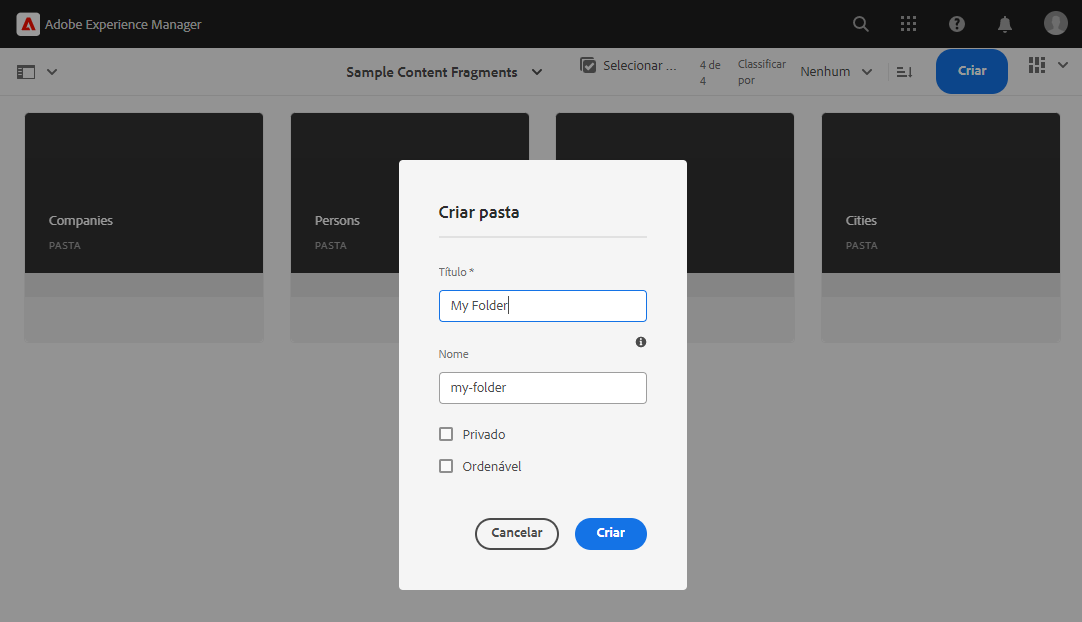 Adobe Experience Manager
Sample Content Fragments
Selecionar ...
4 de
4
Classificar
por
Nenhum
Criar
Companies
PASTA
Persons
PASTA
Cities
PASTA
Criar pasta
Título *
My Folder
Nome
my-folder
Privado
Ordenável
Cancelar
Criar